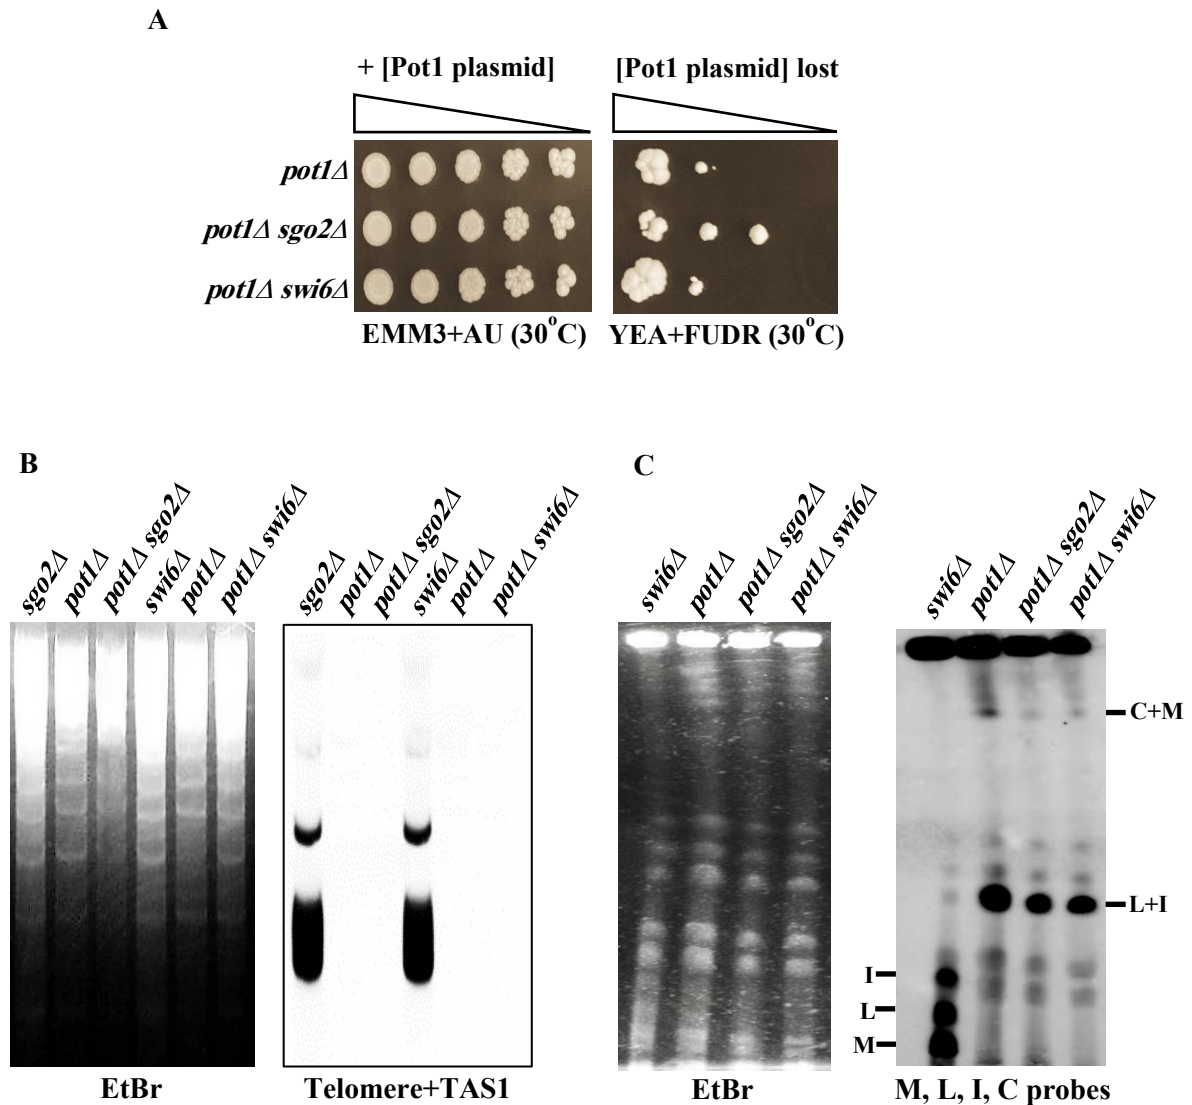 A
+ [Pot1 plasmid]
[Pot1 plasmid] lost
pot1Δ
pot1Δ sgo2Δ
pot1Δ swi6Δ
EMM3+AU (30°C)
YEA+FUDR (30°C)
B
sgo2Δ
pot1Δ
pot1Δ sgo2Δ
swi6Δ
pot1Δ
pot1Δ swi6Δ
sgo2Δ
pot1Δ
pot1Δ sgo2Δ
swi6Δ
pot1Δ
pot1Δ swi6Δ
EtBr
Telomere+TAS1
C
swi6Δ
pot1Δ
pot1Δ sgo2Δ
pot1Δ swi6Δ
swi6Δ
pot1Δ
pot1Δ sgo2Δ
pot1Δ swi6Δ
C+M
L+I
I
L
M
EtBr
M, L, I, C probes